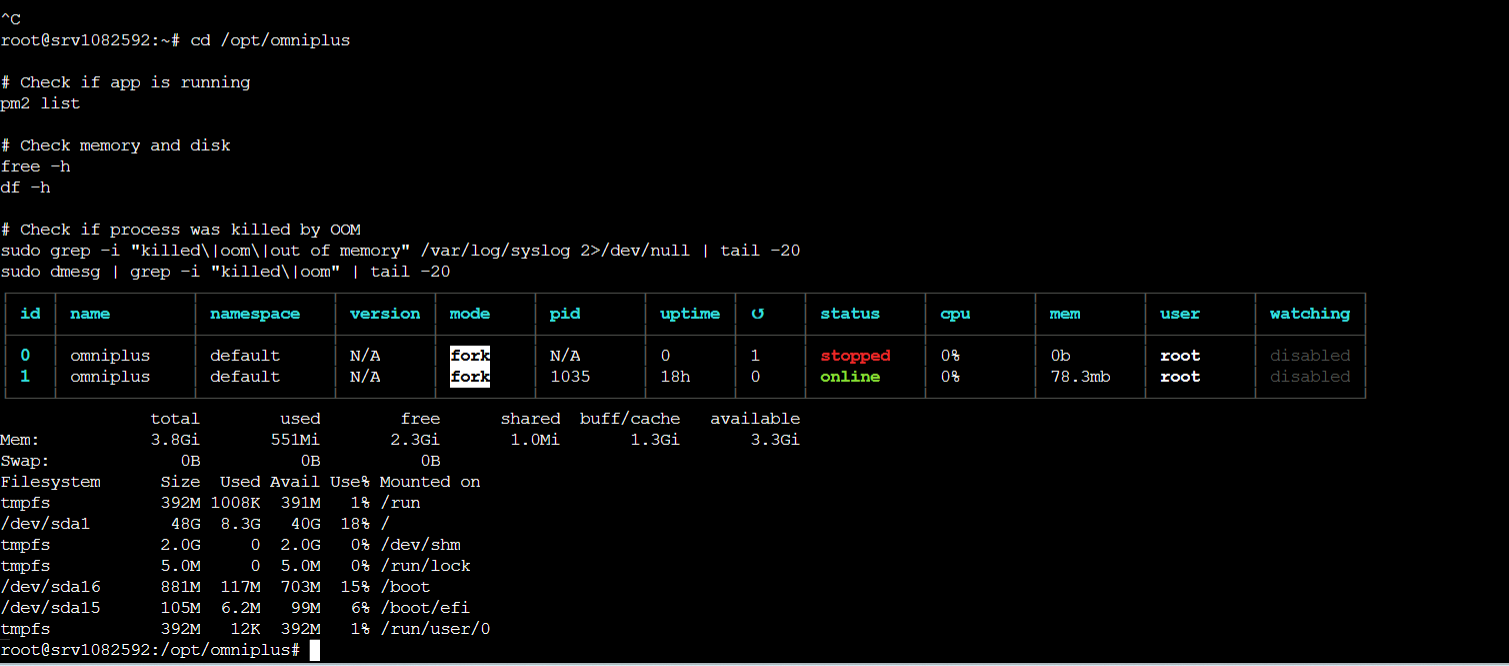 ^C
root@srv1082592:~# cd /opt/omniplus
# Check if app is running
pm2 list
# Check memory and disk
free -h
df -h
# Check if process was killed by OOM
sudo grep -i "killed\|oom\|out of memory" /var/log/syslog 2>/dev/null | tail -20
sudo dmesg | grep -i "killed\|oom" | tail -20
id name namespace version mode pid uptime ↺ status cpu mem user watching
0 omniplus default N/A fork N/A 0 1 stopped 0% 0b root disabled
1 omniplus default N/A fork 1035 18h 0 online 0% 78.3mb root disabled
total used free shared buff/cache available
Mem: 3.8Gi 551Mi 2.3Gi 1.0Mi 1.3Gi 3.3Gi
Swap: 0B 0B 0B
Filesystem Size Used Avail Use% Mounted on
tmpfs 392M 1008K 391M 1% /run
/dev/sda1 48G 8.3G 40G 18% /
tmpfs 2.0G 0 2.0G 0% /dev/shm
tmpfs 5.0M 0 5.0M 0% /run/lock
/dev/sda16 881M 117M 703M 15% /boot
/dev/sda15 105M 6.2M 99M 6% /boot/efi
tmpfs 392M 12K 392M 1% /run/user/0
root@srv1082592:/opt/omniplus#